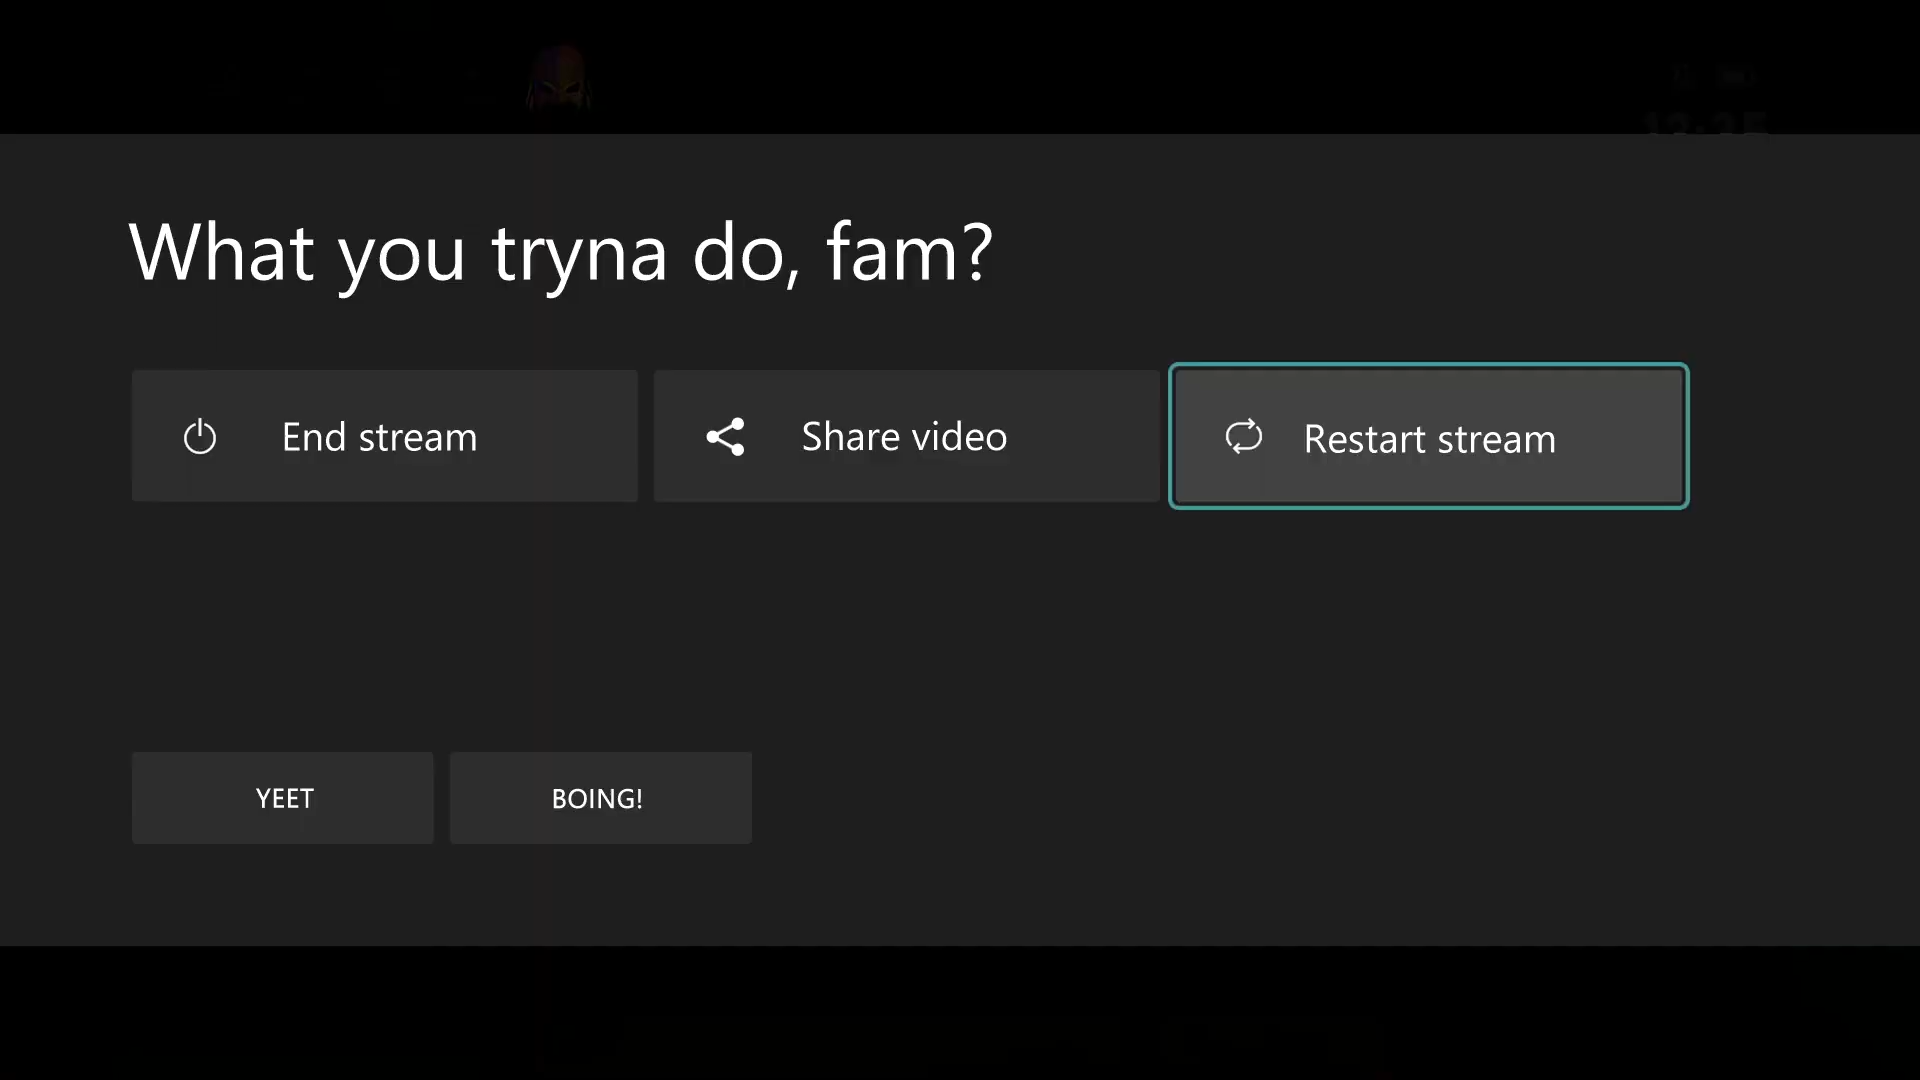 What you tryna do, fam?
End stream
Share video
Restart stream
YEET
BOING!